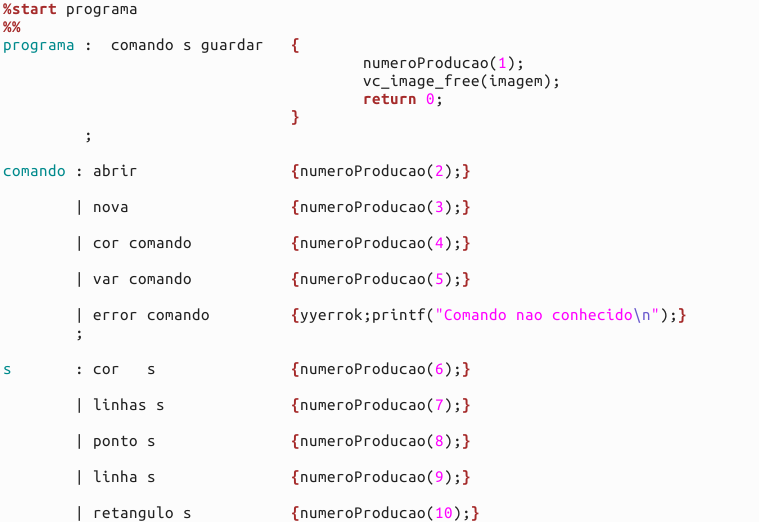 %start programa
%%
programa :  comando s guardar   {
                                        numeroProducao(1);
                                        vc_image_free(imagem);
                                        return 0;
                                }
         ;
comando : abrir                 {numeroProducao(2);}
        | nova                  {numeroProducao(3);}
        | cor comando           {numeroProducao(4);}
        | var comando           {numeroProducao(5);}
        | error comando         {yyerrok;printf("Comando nao conhecido\n");}
        ;
s       : cor   s               {numeroProducao(6);}
        | linhas s              {numeroProducao(7);}
        | ponto s               {numeroProducao(8);}
        | linha s               {numeroProducao(9);}
        | retangulo s           {numeroProducao(10);}